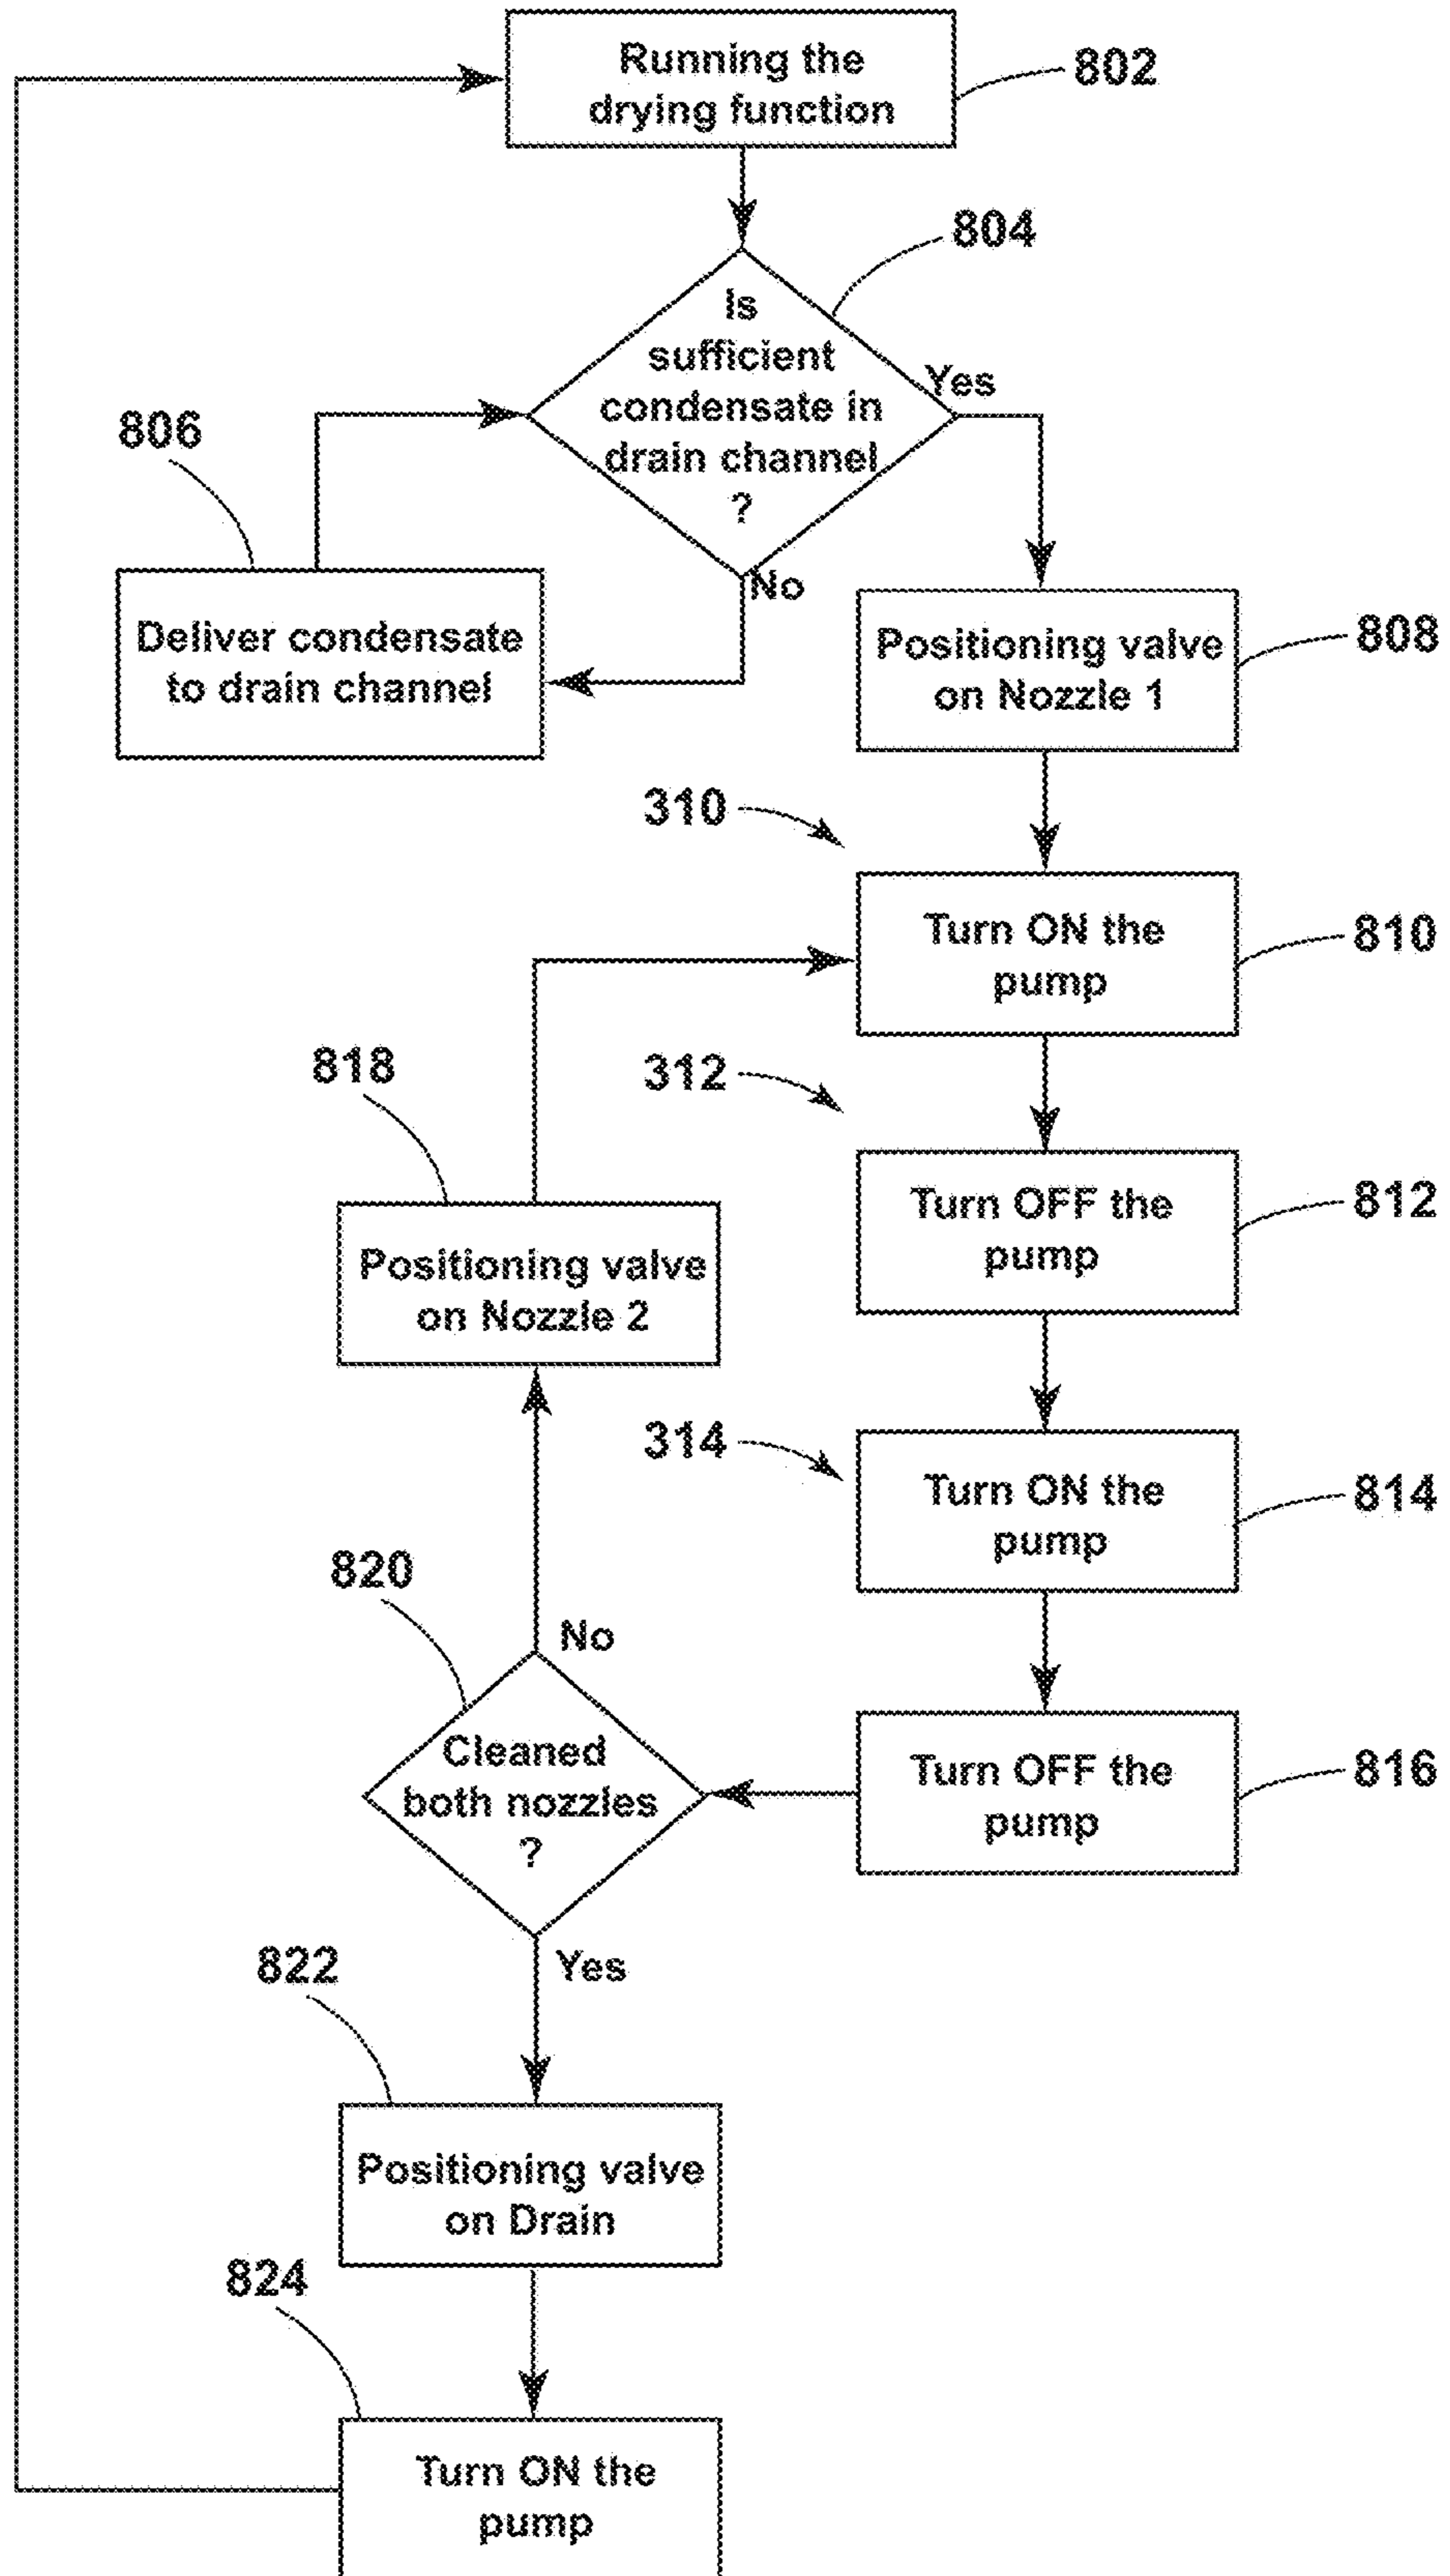 Running the
drying function
802
804
Is
sufficient
condensate in
drain channel
?
Yes
No
806
Deliver condensate
to drain channel
Positioning valve
on Nozzle 1
808
310
Turn ON the
pump
810
312
818
Turn OFF the
pump
812
Positioning valve
on Nozzle 2
314
Turn ON the
pump
814
820
No
Cleaned
both nozzles
?
Turn OFF the
pump
816
Yes
822
Positioning valve
on Drain
824
Turn ON the
pump